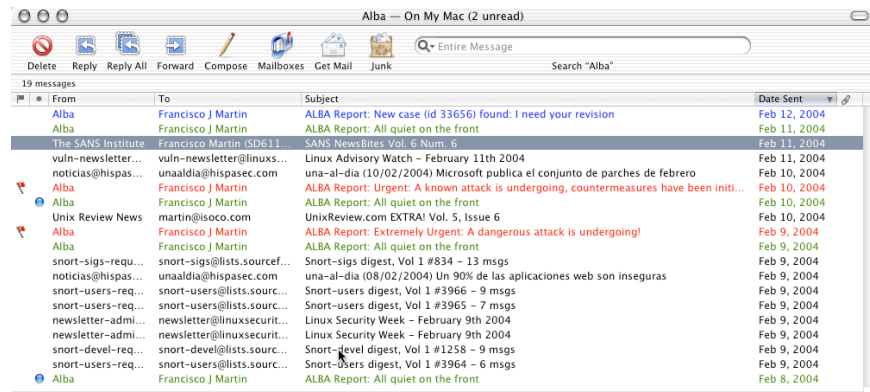 Alba — On My Mac (2 unread)
Entire Message
Delete Reply Reply All Forward Compose Mailboxes Get Mail Junk Search "Alba"
19 messages
From To Subject Date Sent
Alba Francisco J Martin ALBA Report: New case (id 33656) found: I need your revision Feb 12, 2004
Alba Francisco J Martin ALBA Report: All quiet on the front Feb 11, 2004
The SANS Institute Francisco Martin (SD611... SANS NewsBites Vol. 6 Num. 6 Feb 11, 2004
vuln-newsletter... vuln-newsletter@linuxs... Linux Advisory Watch - February 11th 2004 Feb 11, 2004
noticias@hispas... unaaldia@hispasec.com una-al-dia (10/02/2004) Microsoft publica el conjunto de parches de febrero Feb 10, 2004
Alba Francisco J Martin ALBA Report: Urgent: A known attack is undergoing, countermeasures have been initi... Feb 10, 2004
Alba Francisco J Martin ALBA Report: All quiet on the front Feb 10, 2004
Unix Review News martin@isoco.com UnixReview.com EXTRA! Vol. 5, Issue 6 Feb 10, 2004
Alba Francisco J Martin ALBA Report: Extremely Urgent: A dangerous attack is undergoing! Feb 9, 2004
Alba Francisco J Martin ALBA Report: All quiet on the front Feb 9, 2004
snort-sigs-requ... snort-sigs@lists.sourcef... Snort-sigs digest, Vol 1 #834 - 13 msgs Feb 9, 2004
noticias@hispas... unaaldia@hispasec.com una-al-dia (08/02/2004) Un 90% de las aplicaciones web son inseguras Feb 9, 2004
snort-users-req... snort-users@lists.sourc... Snort-users digest, Vol 1 #3966 - 9 msgs Feb 9, 2004
snort-users-req... snort-users@lists.sourc... Snort-users digest, Vol 1 #3965 - 7 msgs Feb 9, 2004
newsletter-admi... newsletter@linuxsecurit... Linux Security Week - February 9th 2004 Feb 9, 2004
newsletter-admi... newsletter@linuxsecurit... Linux Security Week - February 9th 2004 Feb 9, 2004
snort-devel-req... snort-devel@lists.sourc... Snort-devel digest, Vol 1 #1258 - 9 msgs Feb 9, 2004
snort-users-req... snort-users@lists.sourc... Snort-users digest, Vol 1 #3964 - 6 msgs Feb 9, 2004
Alba Francisco J Martin ALBA Report: All quiet on the front Feb 8, 2004